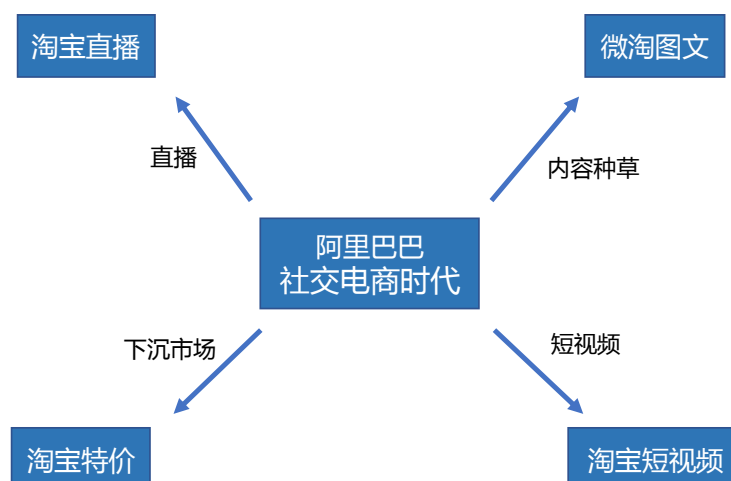 淘宝直播
微淘图文
直播
内容种草
阿里巴巴
社交电商时代
下沉市场
短视频
淘宝特价
淘宝短视频